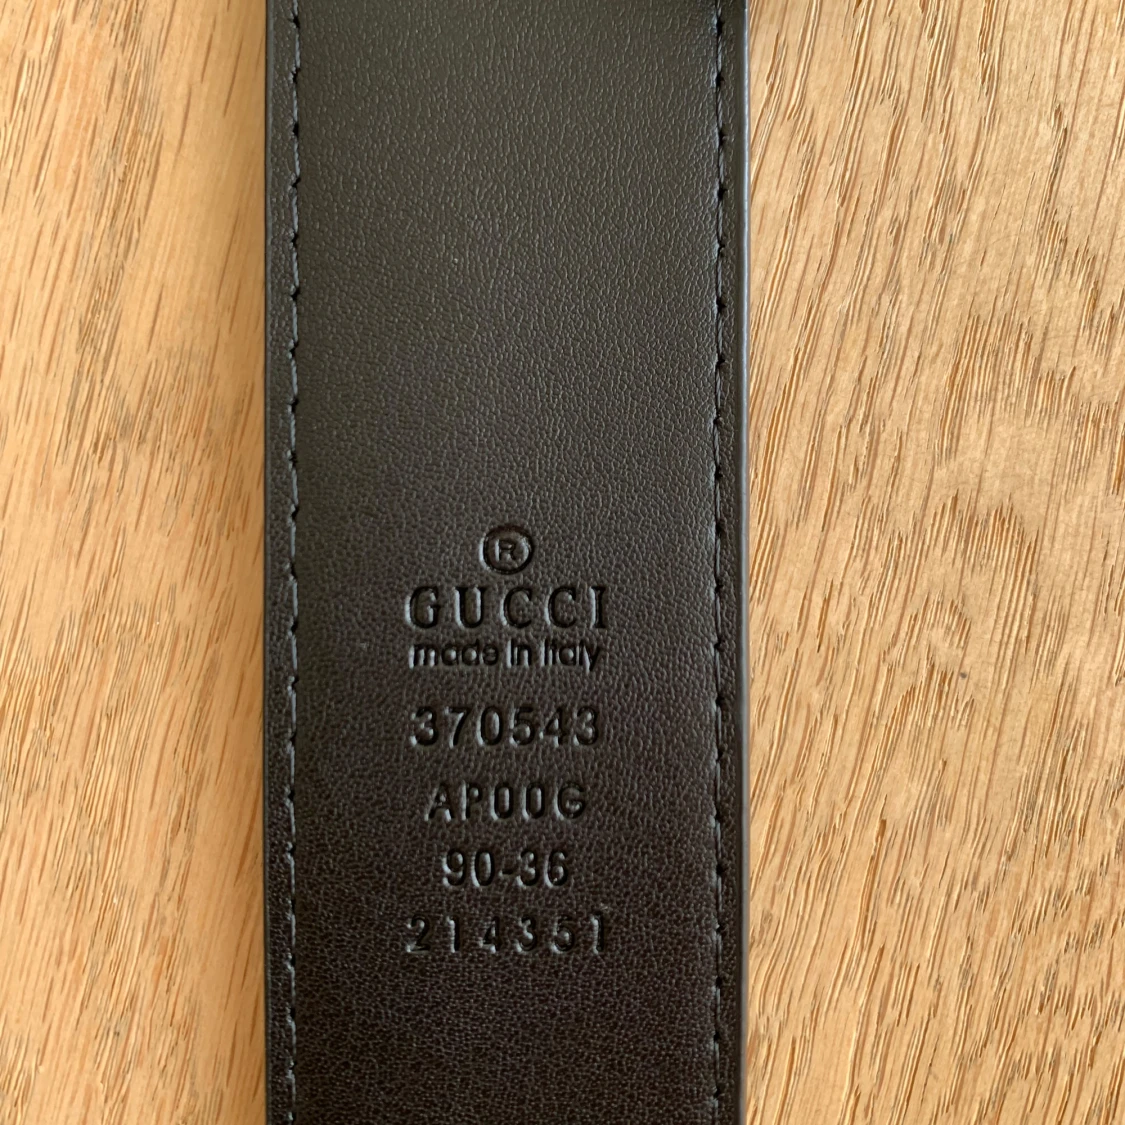 ®
GUCCI
made in italy
370543
AP00G
90-36
214351